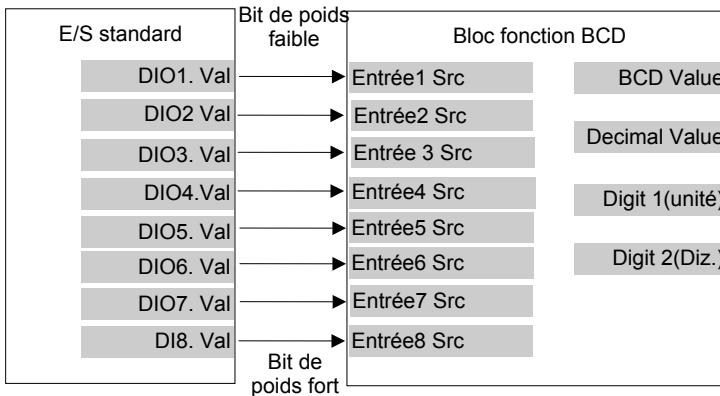 Bit de poids
faible
E/S standard
Bloc fonction BCD
DIO1. Val
Entrée1 Src
BCD Value
DIO2 Val
Entrée2 Src
Decimal Value
DIO3. Val
Entrée 3 Src
DIO4.Val
Entrée4 Src
Digit 1(unité)
DIO5. Val
Entrée5 Src
DIO6. Val
Entrée6 Src
Digit 2(Diz.)
DIO7. Val
Entrée7 Src
DI8. Val
Entrée8 Src
Bit de
poids fort